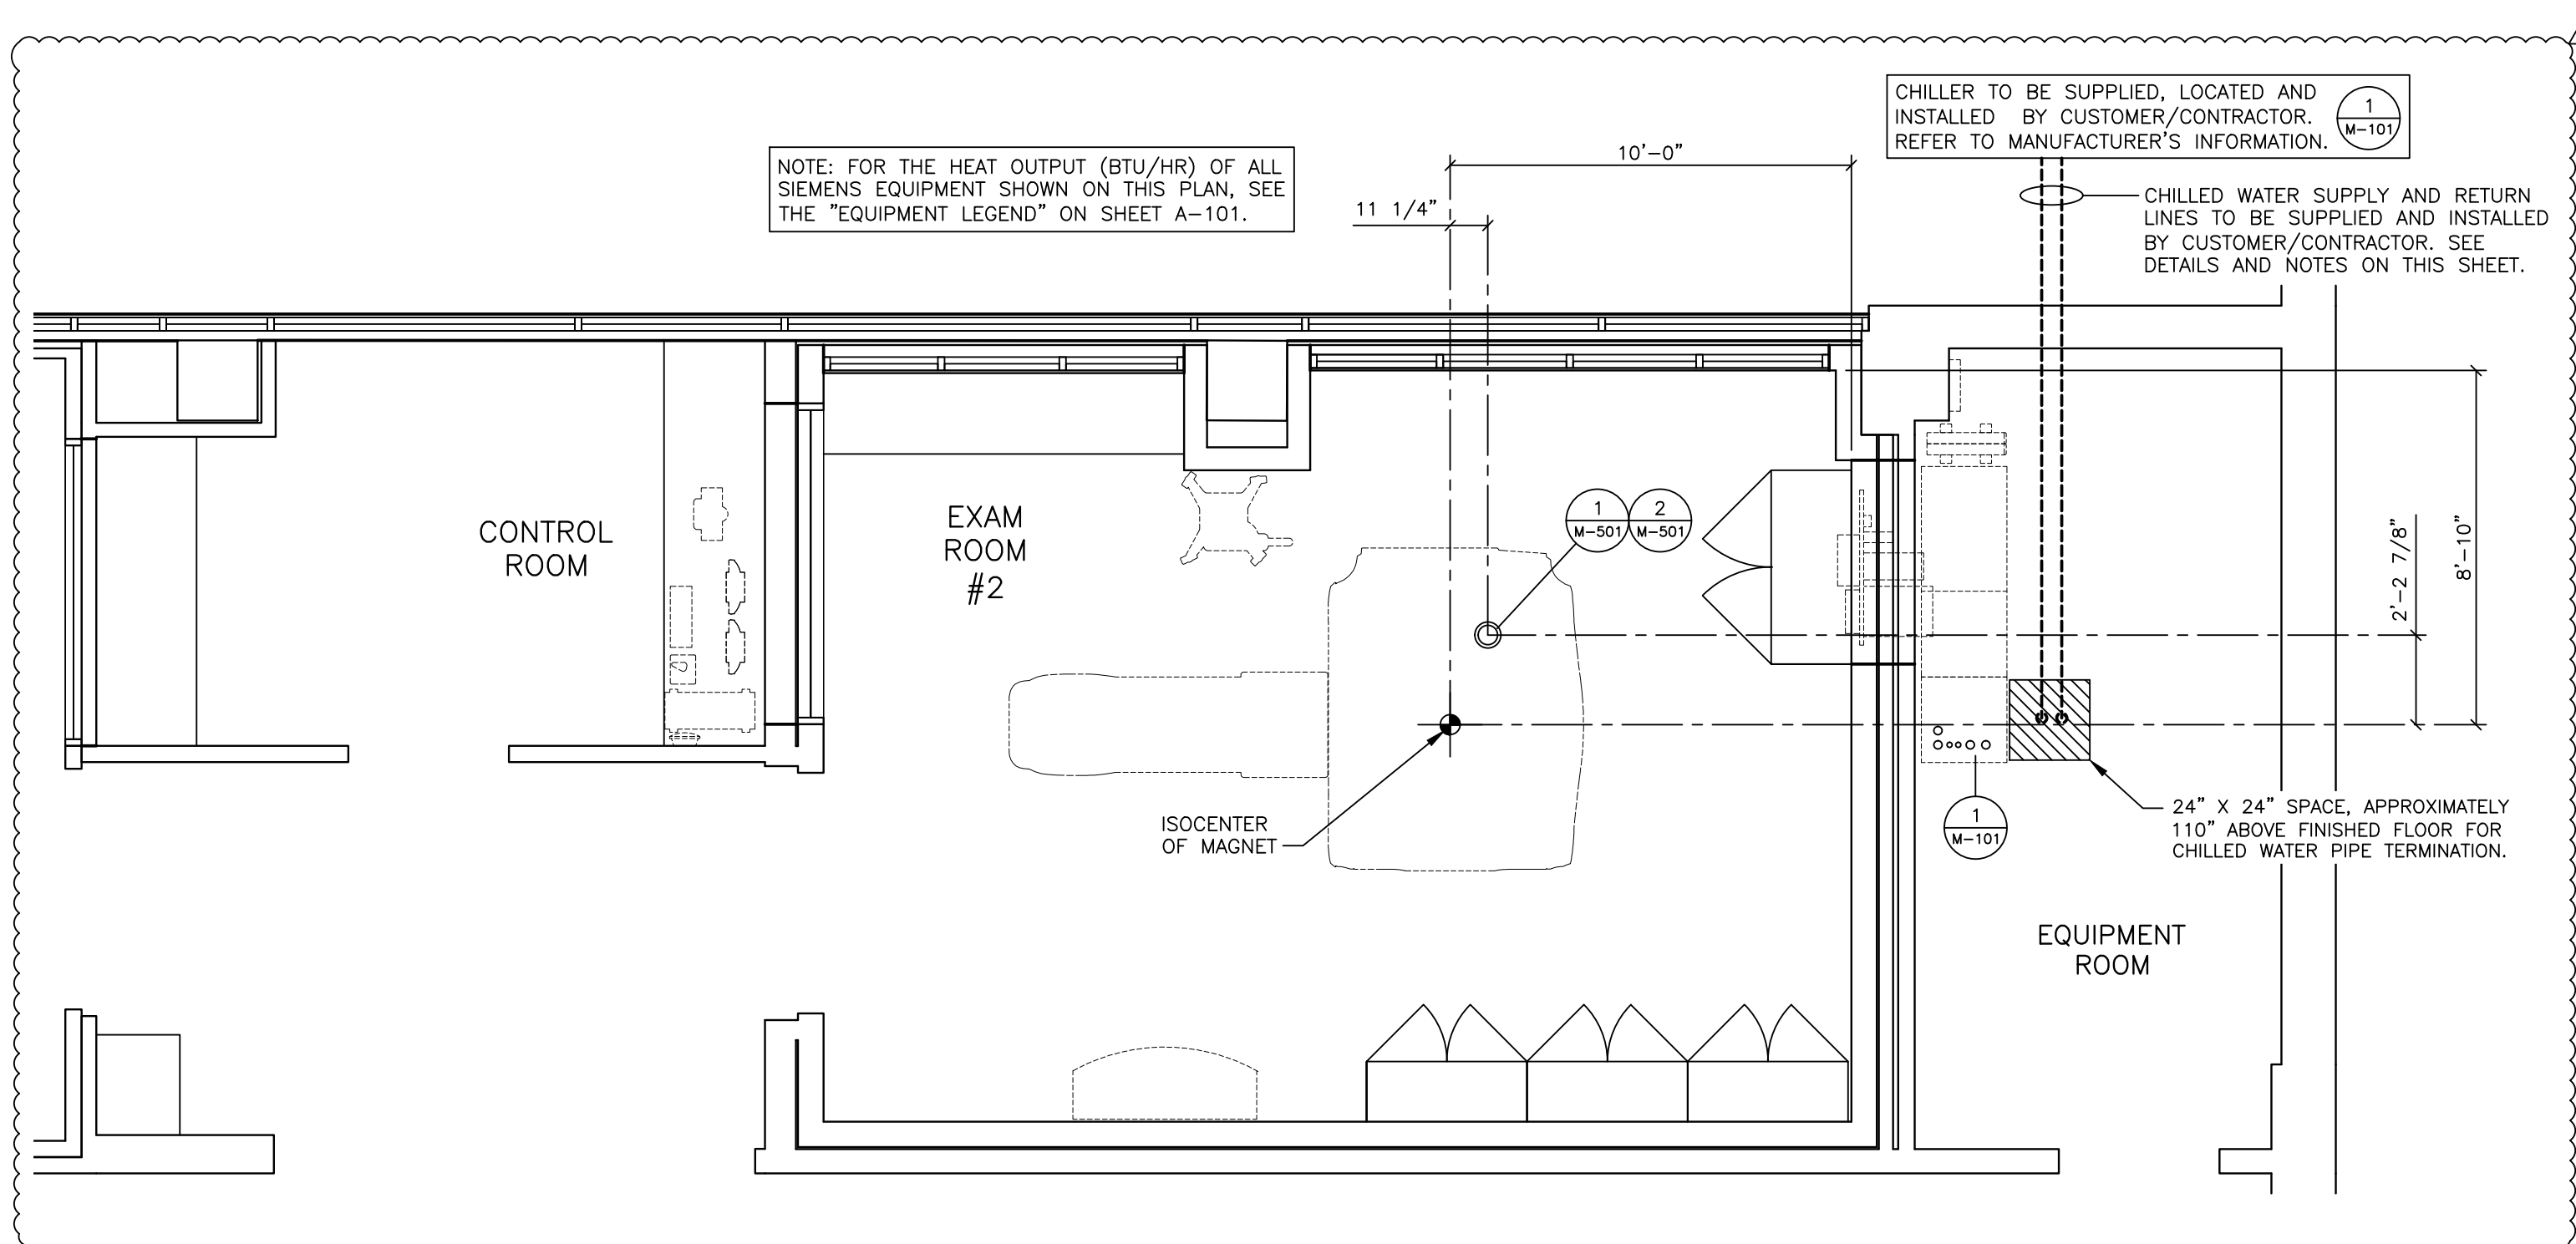 CHILLER TO BE SUPPLIED, LOCATED AND
INSTALLED BY CUSTOMER/CONTRACTOR.
REFER TO MANUFACTURER'S INFORMATION.
1
M-101
NOTE: FOR THE HEAT OUTPUT (BTU/HR) OF ALL
SIEMENS EQUIPMENT SHOWN ON THIS PLAN, SEE
THE "EQUIPMENT LEGEND" ON SHEET A-101.
10'-0"
11 1/4"
CHILLED WATER SUPPLY AND RETURN
LINES TO BE SUPPLIED AND INSTALLED
BY CUSTOMER/CONTRACTOR. SEE
DETAILS AND NOTES ON THIS SHEET.
CONTROL
ROOM
EXAM
ROOM
#2
1
M-501
2
M-501
2'-2 7/8"
8'-10"
ISOCENTER
OF MAGNET
1
M-101
24" X 24" SPACE, APPROXIMATELY
110" ABOVE FINISHED FLOOR FOR
CHILLED WATER PIPE TERMINATION.
EQUIPMENT
ROOM